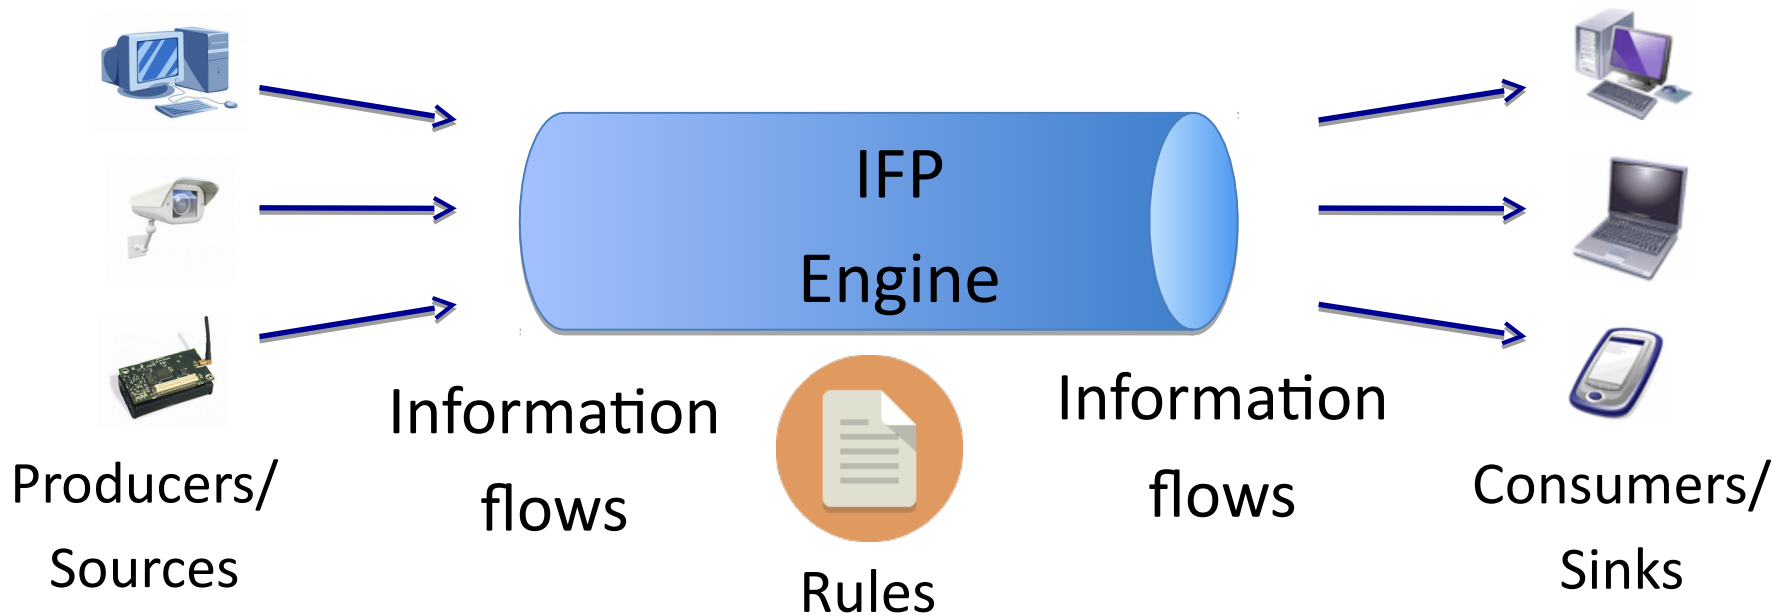 IFP
Engine
Information
flows
Information
flows
Producers/
Sources
Rules
Consumers/
Sinks